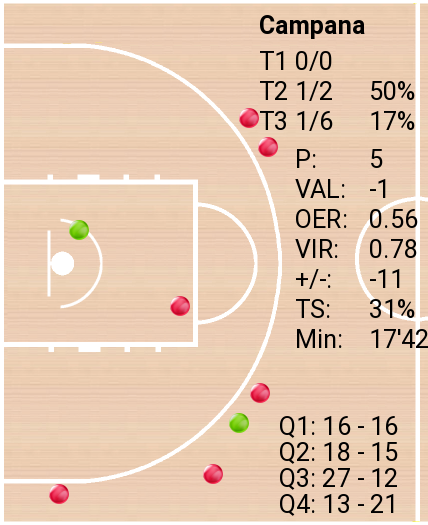 Campana
T1 0/0
T2 1/2 50%
T3 1/6 17%
P: 5
VAL: -1
OER: 0.56
VIR: 0.78
+/-: -11
TS: 31%
Min: 17'42
Q1: 16 - 16
Q2: 18 - 15
Q3: 27 - 12
Q4: 13 - 21